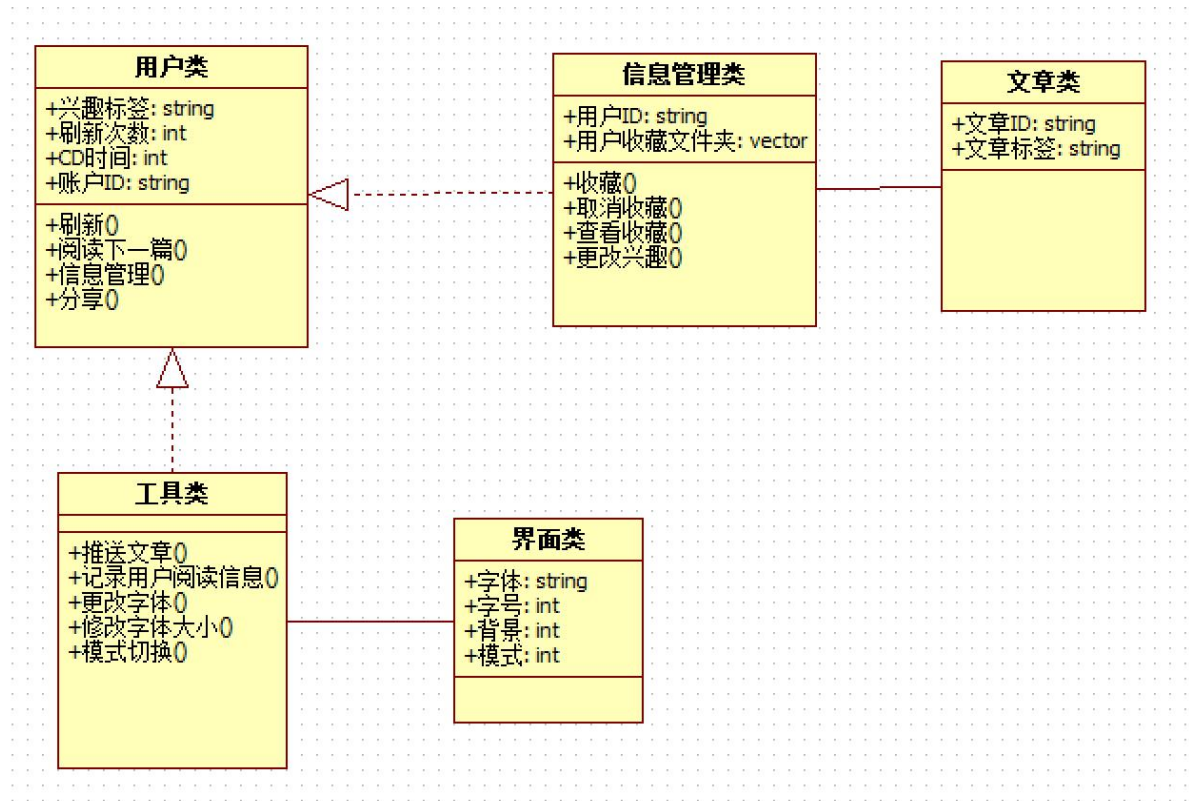 用户类
+兴趣标签: string
+刷新次数: int
+CD时间: int
+账户ID: string
+刷新()
+阅读下一篇()
+信息管理()
+分享()
信息管理类
+用户ID: string
+用户收藏文件夹: vector
+收藏()
+取消收藏()
+查看收藏()
+更改兴趣()
文章类
+文章ID: string
+文章标签: string
工具类
+推送文章()
+记录用户阅读信息()
+更改字体()
+修改字体大小()
+模式切换()
界面类
+字体: string
+字号: int
+背景: int
+模式: int